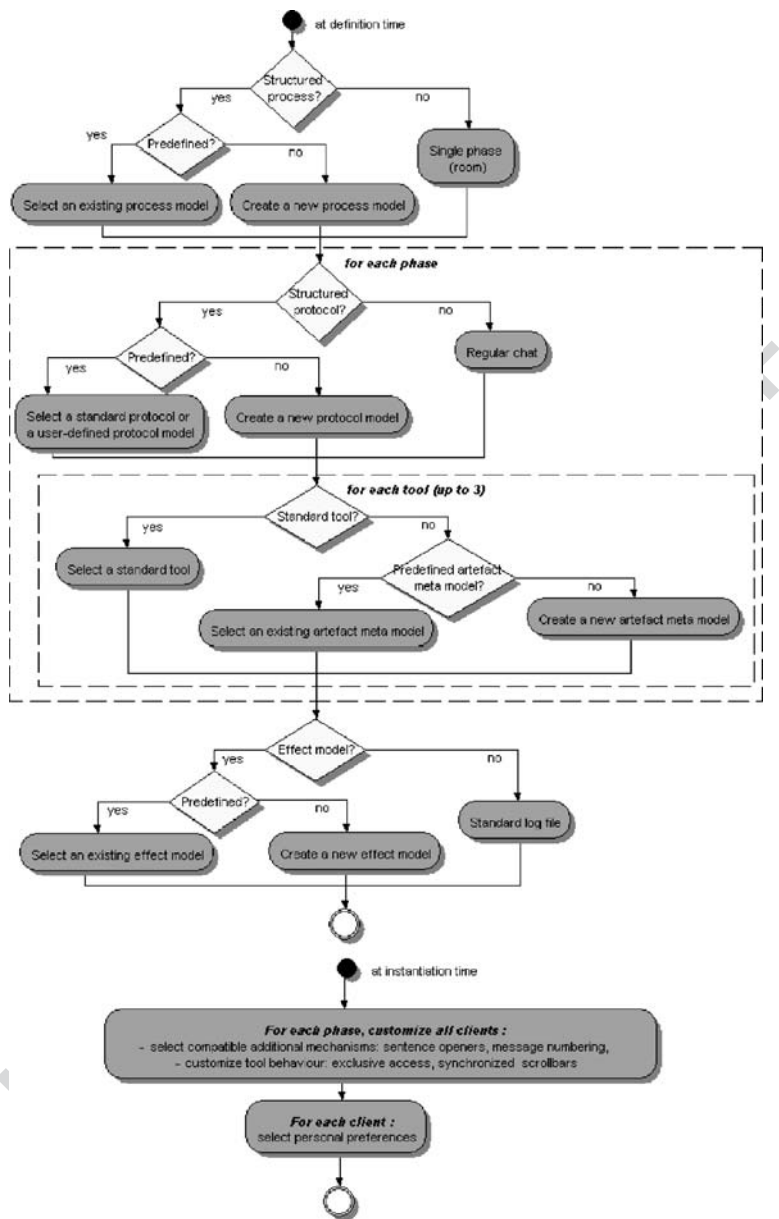 at definition time
Structured
process?
yes
no
yes
Predefined?
no
Single phase
(room)
Select an existing process model
Create a new process model
for each phase
Structured
protocol?
yes
no
Predefined?
yes
no
Regular chat
Select a standard protocol or
a user-defined protocol model
Create a new protocol model
for each tool (up to 3)
Standard tool?
yes
no
Select a standard tool
Predefined artefact
meta model?
yes
no
Select an existing artefact meta model
Create a new artefact meta model
Effect model?
yes
no
Predefined?
yes
no
Standard log file
Select an existing effect model
Create a new effect model
at instantiation time
For each phase, customize all clients :
- select compatible additional mechanisms: sentence openers, message numbering,
- customize tool behaviour: exclusive access, synchronized scrollbars
For each client :
select personal preferences